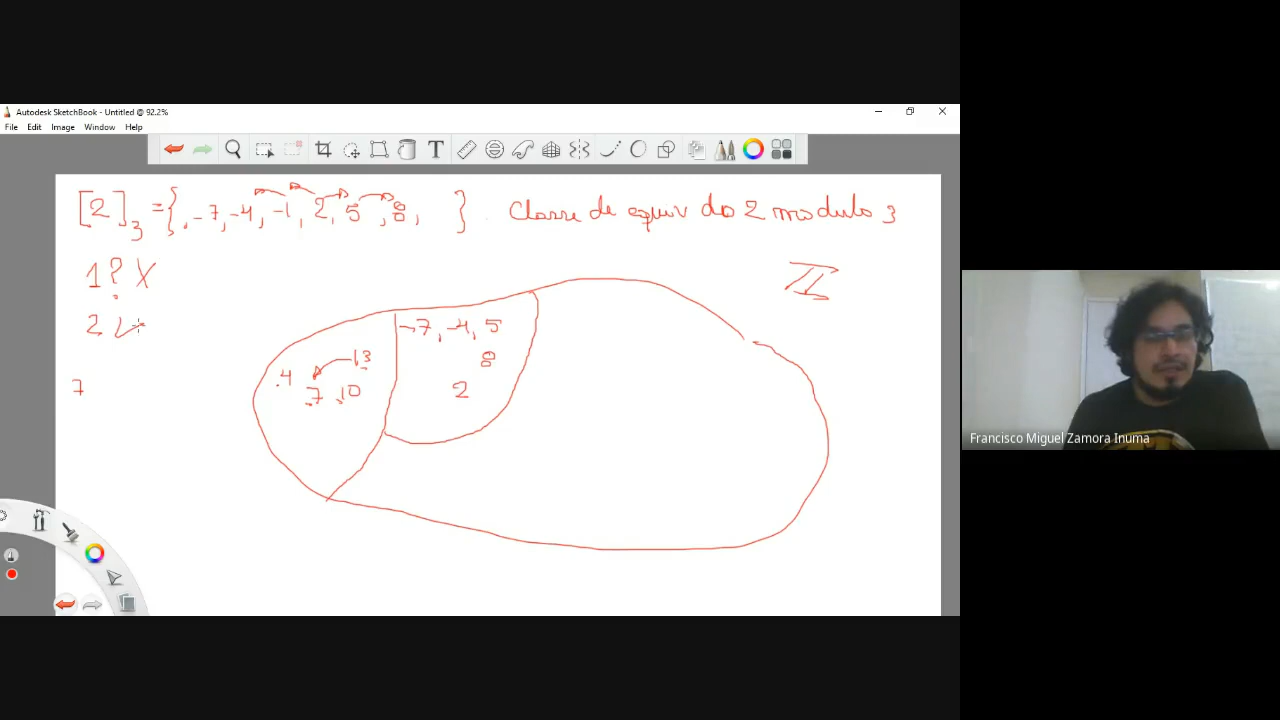 Autodesk SketchBook - Untitled @ 92.2%
File Edit Image Window Help
[2]₃ = { , -7, -4, -1, 2, 5, 8, } Classe de equiv do 2 modulo 3
1 ? X
ℤ
2 ✓
-7, -4, 5
13
8
.4
7
7, 10
2
Francisco Miguel Zamora Inuma